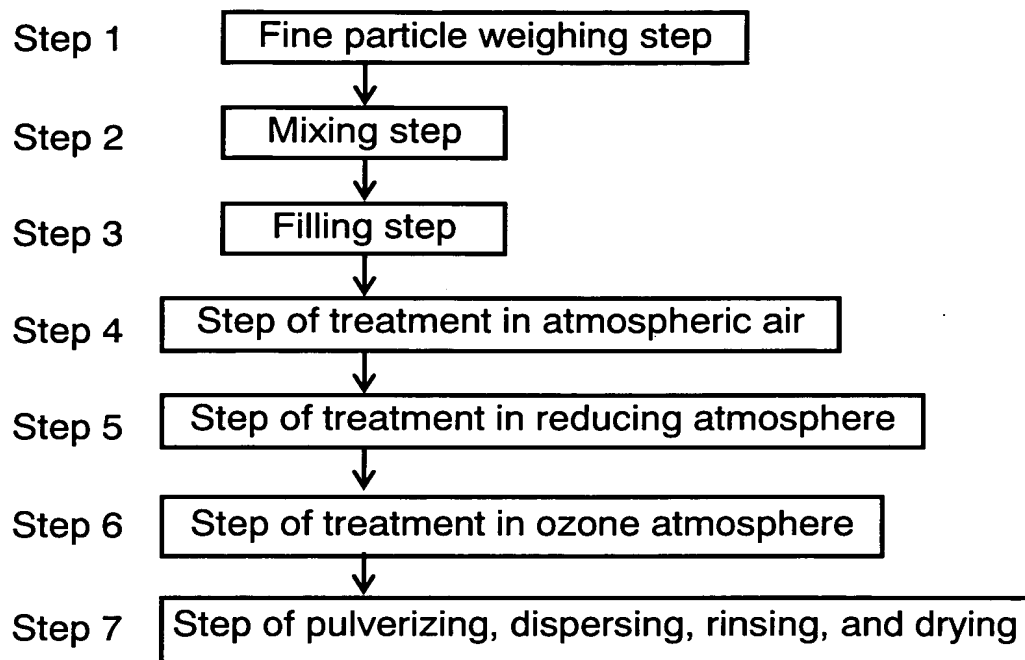 Step 1 Fine particle weighing step
Step 2 Mixing step
Step 3 Filling step
Step 4 Step of treatment in atmospheric air
Step 5 Step of treatment in reducing atmosphere
Step 6 Step of treatment in ozone atmosphere
Step 7 Step of pulverizing, dispersing, rinsing, and drying